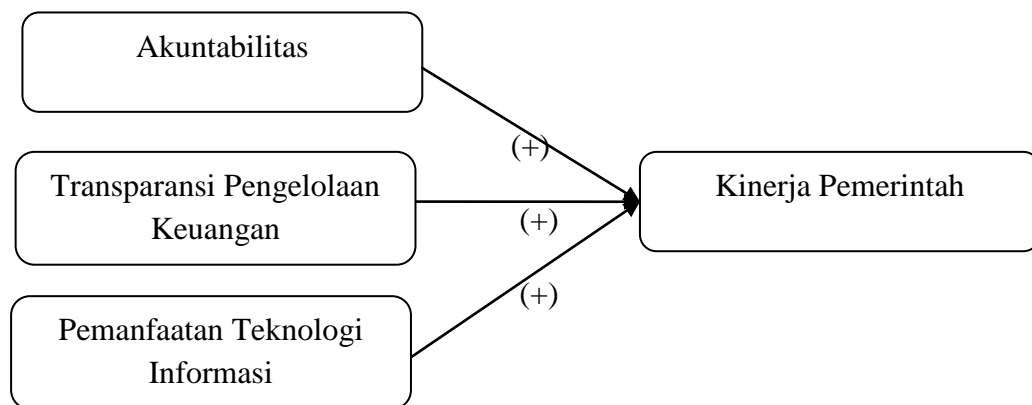 Akuntabilitas
(+)
Transparansi Pengelolaan
Keuangan
(+)
Kinerja Pemerintah
(+)
Pemanfaatan Teknologi
Informasi